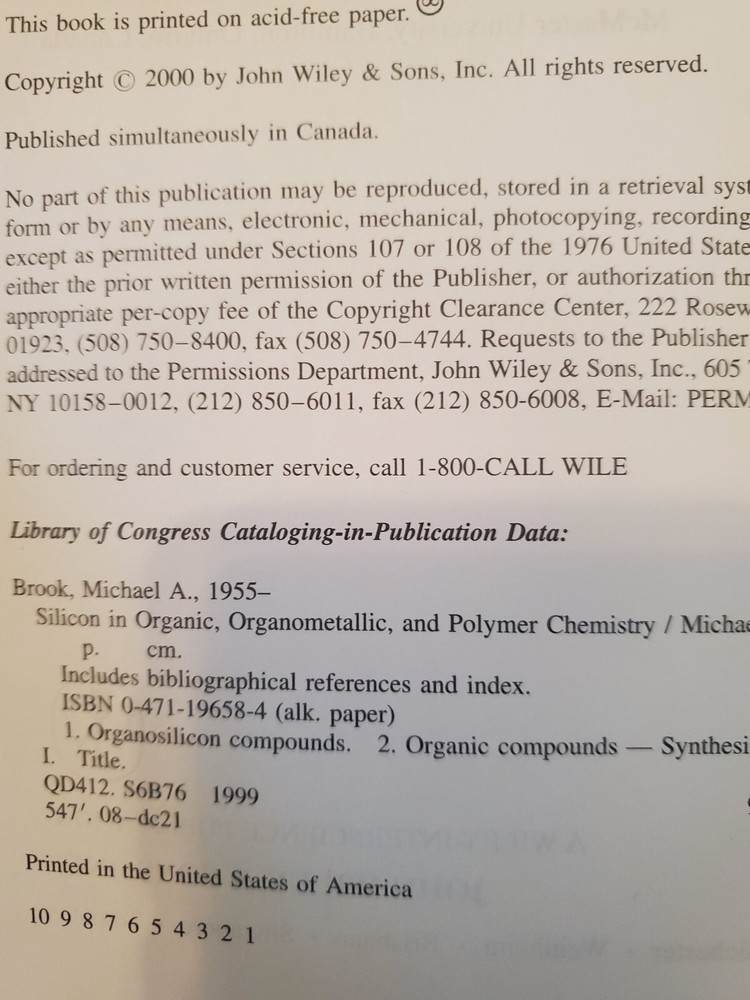 This book is printed on acid-free paper. ∞
Copyright © 2000 by John Wiley & Sons, Inc. All rights reserved.
Published simultaneously in Canada.
No part of this publication may be reproduced, stored in a retrieval syst
form or by any means, electronic, mechanical, photocopying, recording
except as permitted under Sections 107 or 108 of the 1976 United State
either the prior written permission of the Publisher, or authorization thr
appropriate per-copy fee of the Copyright Clearance Center, 222 Rosew
01923, (508) 750–8400, fax (508) 750–4744. Requests to the Publisher
addressed to the Permissions Department, John Wiley & Sons, Inc., 605
NY 10158–0012, (212) 850–6011, fax (212) 850-6008, E-Mail: PERM
For ordering and customer service, call 1-800-CALL WILE
Library of Congress Cataloging-in-Publication Data:
Brook, Michael A., 1955–
Silicon in Organic, Organometallic, and Polymer Chemistry / Michae
p. cm.
Includes bibliographical references and index.
ISBN 0-471-19658-4 (alk. paper)
1. Organosilicon compounds. 2. Organic compounds — Synthesi
I. Title.
QD412. S6B76 1999
547′. 08–dc21
Printed in the United States of America
10 9 8 7 6 5 4 3 2 1